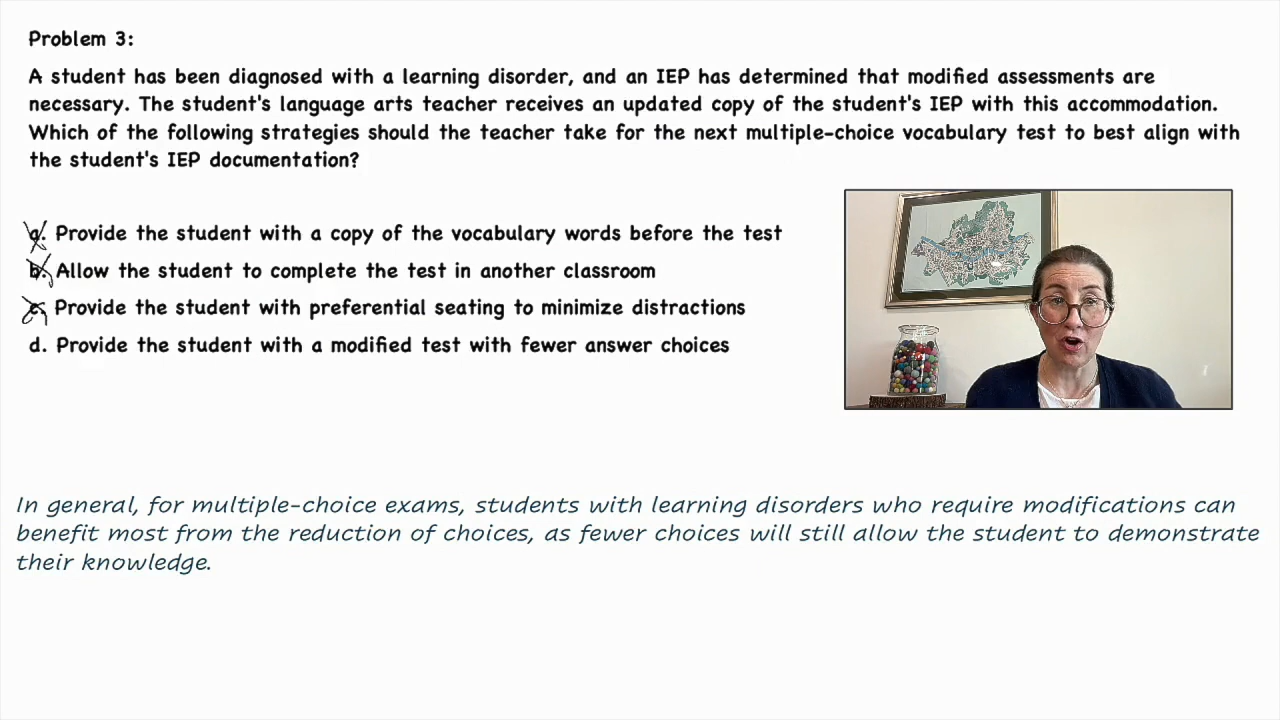 Problem 3:
A student has been diagnosed with a learning disorder, and an IEP has determined that modified assessments are
necessary. The student's language arts teacher receives an updated copy of the student's IEP with this accommodation.
Which of the following strategies should the teacher take for the next multiple-choice vocabulary test to best align with
the student's IEP documentation?
a. Provide the student with a copy of the vocabulary words before the test
b. Allow the student to complete the test in another classroom
c. Provide the student with preferential seating to minimize distractions
d. Provide the student with a modified test with fewer answer choices
In general, for multiple-choice exams, students with learning disorders who require modifications can
benefit most from the reduction of choices, as fewer choices will still allow the student to demonstrate
their knowledge.